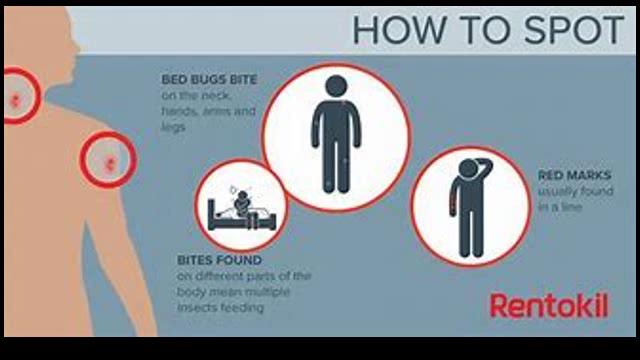 HOW TO SPOT
BED BUGS BITE
on the neck,
hands, arms and
legs
RED MARKS
usually found
in a line
BITES FOUND
on different parts of the
body mean multiple
insects feeding
Rentokil